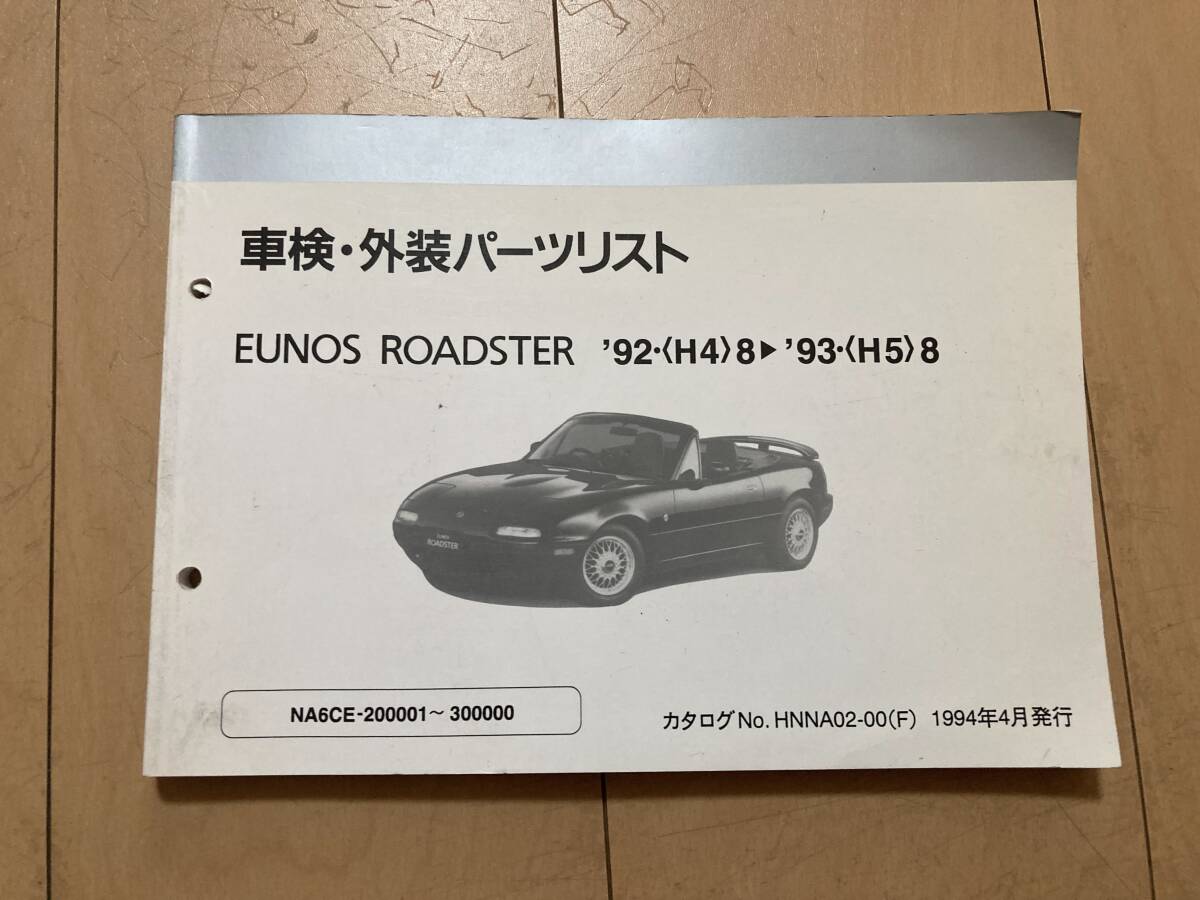 車検・外装パーツリスト
EUNOS ROADSTER '92・〈H4〉8▶'93・〈H5〉8
EUNOS
ROADSTER
NA6CE-200001～300000
カタログNo. HNNA02-00(F) 1994年4月発行